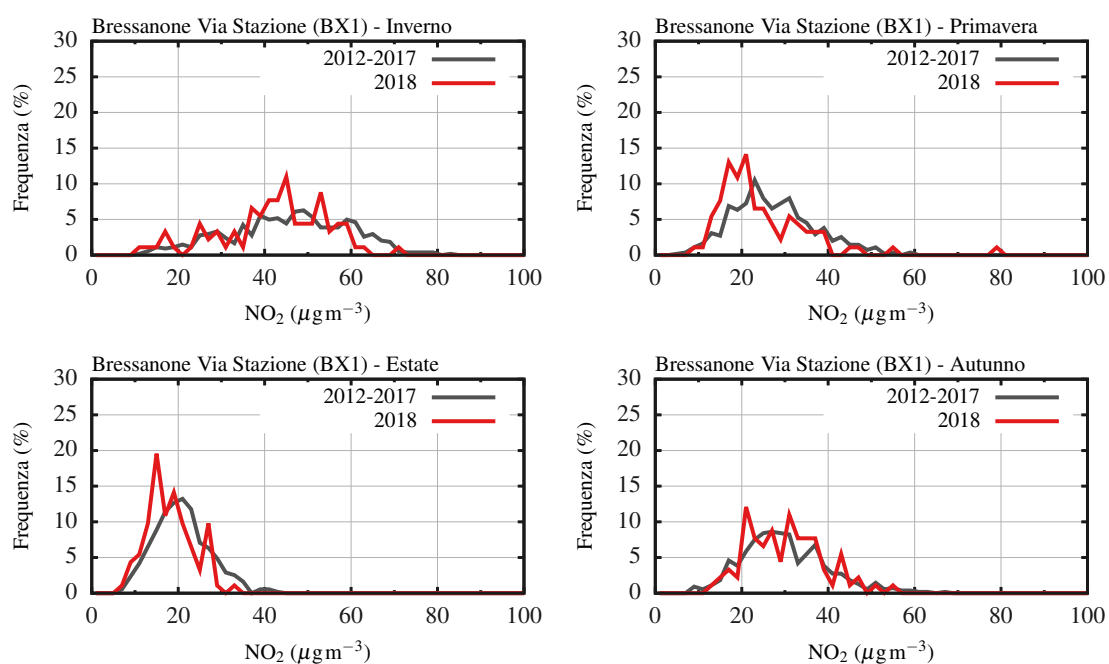 Bressanone Via Stazione (BX1) - Inverno
30
25
20
15
10
5
0
Frequenza (%)
2012-2017
2018
0 20 40 60 80 100
NO₂ (μg m⁻³)
Bressanone Via Stazione (BX1) - Primavera
30
25
20
15
10
5
0
Frequenza (%)
2012-2017
2018
0 20 40 60 80 100
NO₂ (μg m⁻³)
Bressanone Via Stazione (BX1) - Estate
30
25
20
15
10
5
0
Frequenza (%)
2012-2017
2018
0 20 40 60 80 100
NO₂ (μg m⁻³)
Bressanone Via Stazione (BX1) - Autunno
30
25
20
15
10
5
0
Frequenza (%)
2012-2017
2018
0 20 40 60 80 100
NO₂ (μg m⁻³)